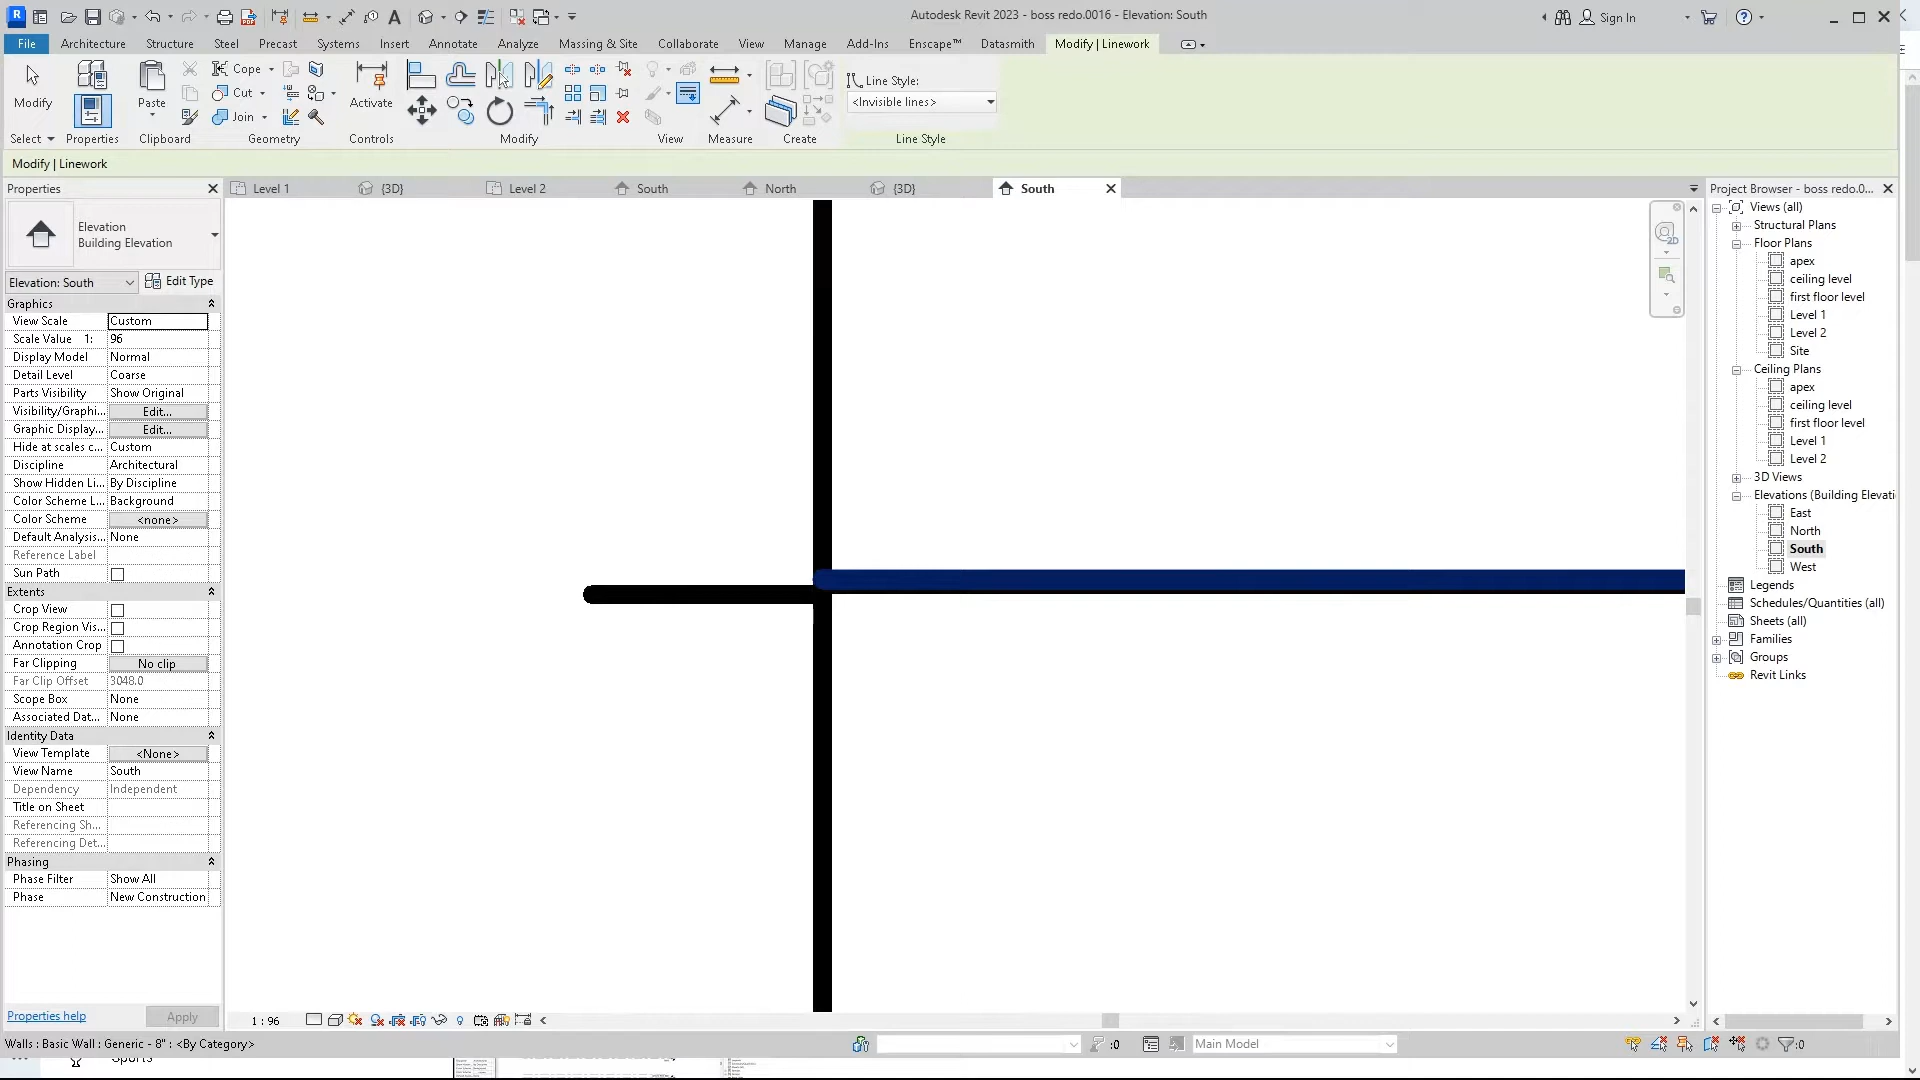 Autodesk Revit 2023 - boss redo.0016 - Elevation: South
Sign In
File Architecture Structure Steel Precast Systems Insert Annotate Analyze Massing & Site Collaborate View Manage Add-Ins Enscape™ Datasmith Modify | Linework
Modify
Paste
Cope
Cut
Join
Activate
Line Style:
<Invisible lines>
Select Properties Clipboard Geometry Controls Modify View Measure Create Line Style
Modify | Linework
Properties
Level 1 {3D} Level 2 South North {3D} South
Project Browser - boss redo.0...
Elevation
Building Elevation
Elevation: South
Edit Type
Graphics
View Scale Custom
Scale Value 1: 96
Display Model Normal
Detail Level Coarse
Parts Visibility Show Original
Visibility/Graphi... Edit...
Graphic Display... Edit...
Hide at scales c... Custom
Discipline Architectural
Show Hidden Li... By Discipline
Color Scheme L... Background
Color Scheme <none>
Default Analysis... None
Reference Label
Sun Path
Extents
Crop View
Crop Region Vis...
Annotation Crop
Far Clipping No clip
Far Clip Offset 3048.0
Scope Box None
Associated Dat... None
Identity Data
View Template <None>
View Name South
Dependency Independent
Title on Sheet
Referencing Sh...
Referencing Det...
Phasing
Phase Filter Show All
Phase New Construction
Properties help
Apply
2D
Views (all)
Structural Plans
Floor Plans
apex
ceiling level
first floor level
Level 1
Level 2
Site
Ceiling Plans
apex
ceiling level
first floor level
Level 1
Level 2
3D Views
Elevations (Building Elevati
East
North
South
West
Legends
Schedules/Quantities (all)
Sheets (all)
Families
Groups
Revit Links
1 : 96
Walls : Basic Wall : Generic - 8" : <By Category>
:0
Main Model
:0